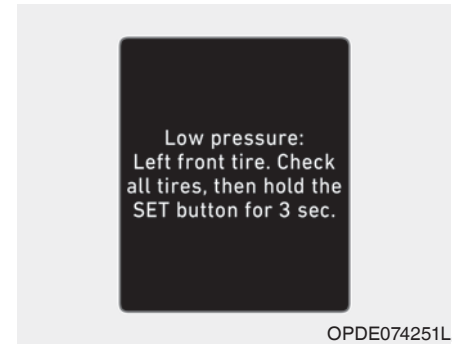 Low pressure:
Left front tire. Check
all tires, then hold the
SET button for 3 sec.
OPDE074251L